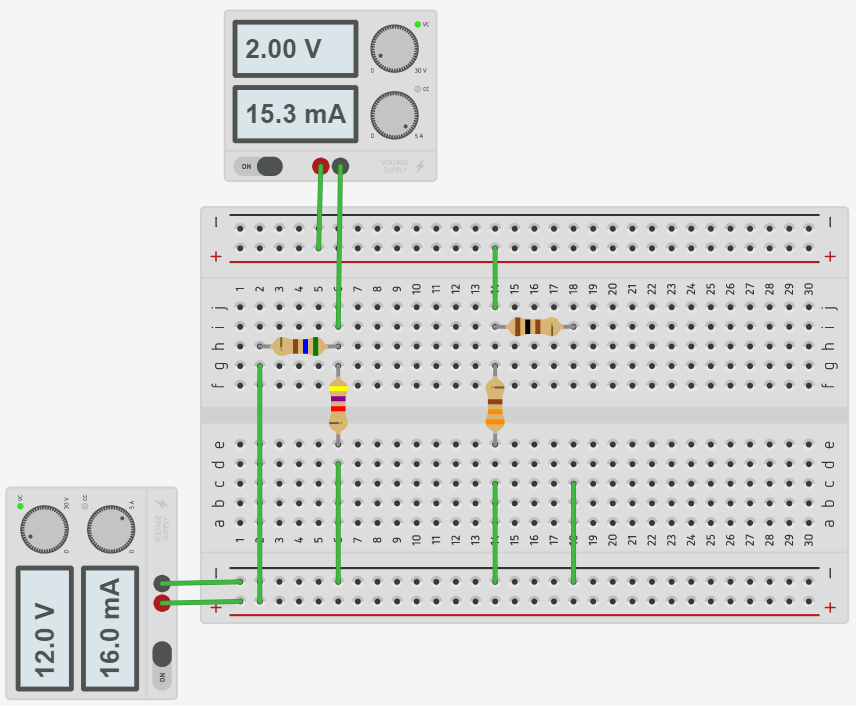 2.00 V
VC
0 30 V
15.3 mA
CC
0 5 A
ON
VOLTAGE
SUPPLY
— —
+ +
1 2 3 4 5 6 7 8 9 10 11 12 13 14 15 16 17 18 19 20 21 22 23 24 25 26 27 28 29 30
j j
i i
h h
g g
f f
e e
d d
c c
b b
a a
1 2 3 4 5 6 7 8 9 10 11 12 13 14 15 16 17 18 19 20 21 22 23 24 25 26 27 28 29 30
— —
+ +
12.0 V
VC
0 30 V
16.0 mA
CC
0 5 A
ON
VOLTAGE
SUPPLY